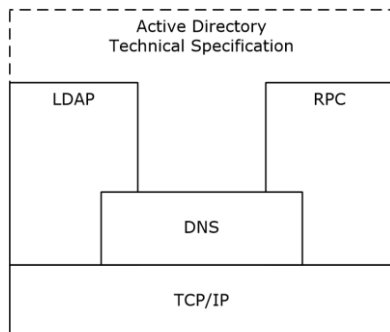 Active Directory
Technical Specification
LDAP
RPC
DNS
TCP/IP